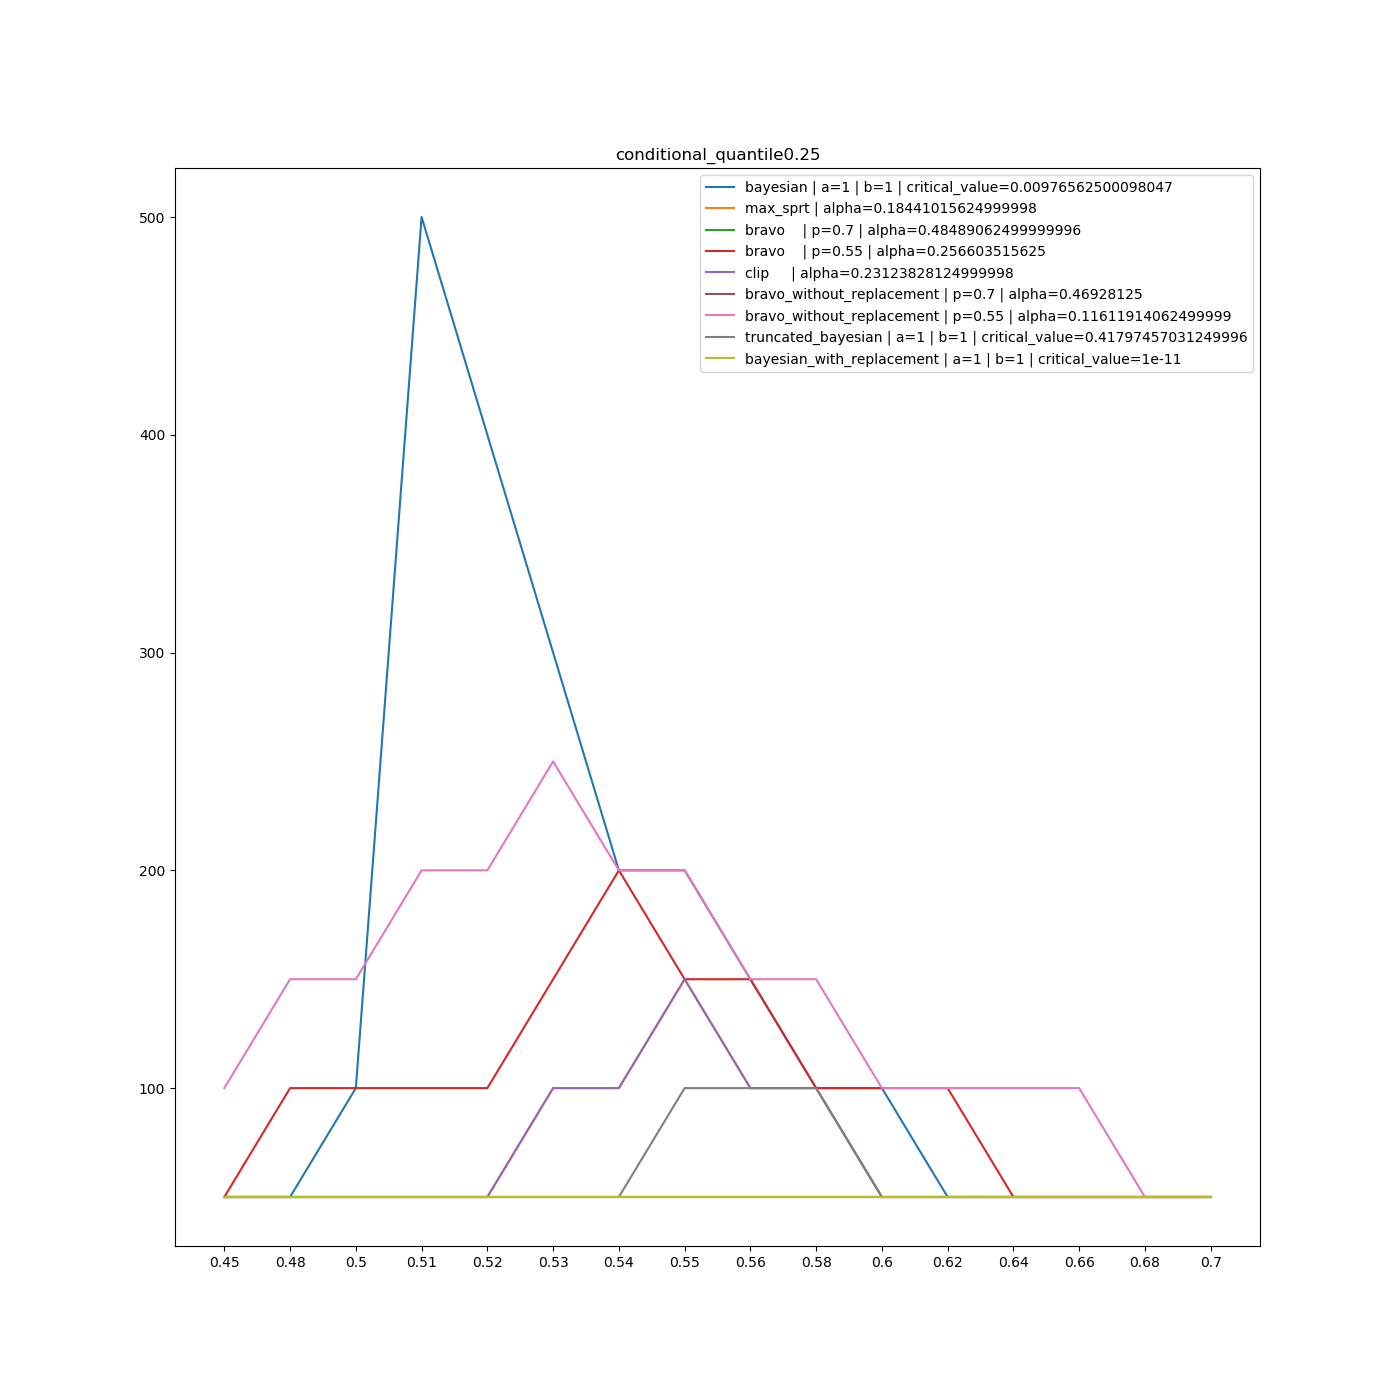 conditional_quantile0.25
bayesian | a=1 | b=1 | critical_value=0.00976562500098047
max_sprt | alpha=0.18441015624999998
bravo    | p=0.7 | alpha=0.48489062499999996
bravo    | p=0.55 | alpha=0.256603515625
clip     | alpha=0.23123828124999998
bravo_without_replacement | p=0.7 | alpha=0.46928125
bravo_without_replacement | p=0.55 | alpha=0.11611914062499999
truncated_bayesian | a=1 | b=1 | critical_value=0.41797457031249996
bayesian_with_replacement | a=1 | b=1 | critical_value=1e-11
500
400
300
200
100
0.45 0.48 0.5 0.51 0.52 0.53 0.54 0.55 0.56 0.58 0.6 0.62 0.64 0.66 0.68 0.7